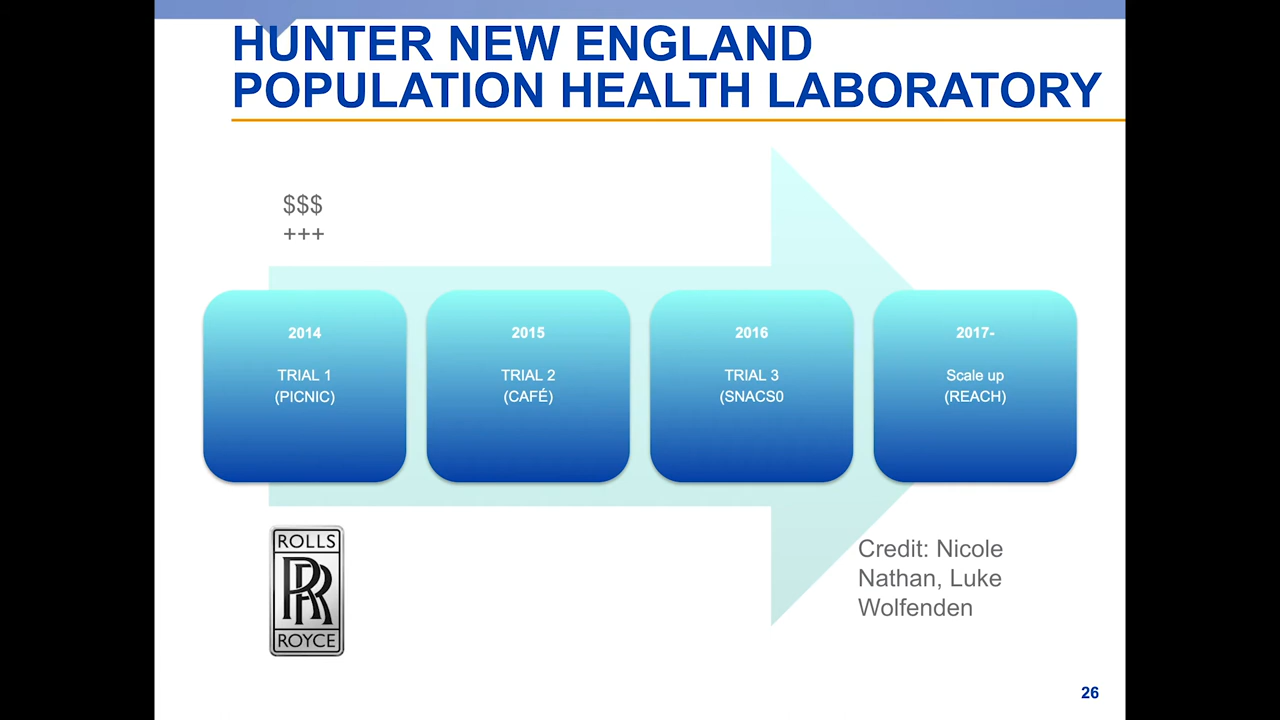 HUNTER NEW ENGLAND
POPULATION HEALTH LABORATORY
$$$
+++
2014
TRIAL 1
(PICNIC)
2015
TRIAL 2
(CAFÉ)
2016
TRIAL 3
(SNACS0
2017-
Scale up
(REACH)
ROLLS
RR
ROYCE
Credit: Nicole
Nathan, Luke
Wolfenden
26